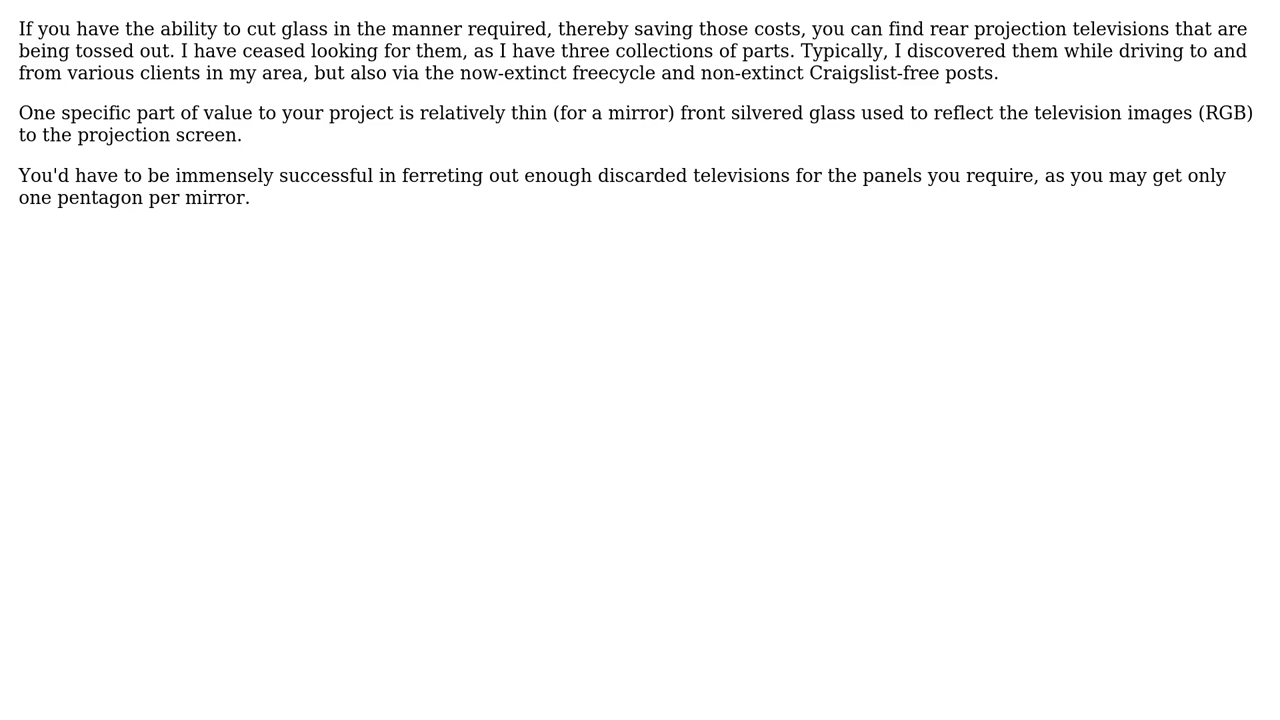 If you have the ability to cut glass in the manner required, thereby saving those costs, you can find rear projection televisions that are
being tossed out. I have ceased looking for them, as I have three collections of parts. Typically, I discovered them while driving to and
from various clients in my area, but also via the now-extinct freecycle and non-extinct Craigslist-free posts.
One specific part of value to your project is relatively thin (for a mirror) front silvered glass used to reflect the television images (RGB)
to the projection screen.
You'd have to be immensely successful in ferreting out enough discarded televisions for the panels you require, as you may get only
one pentagon per mirror.